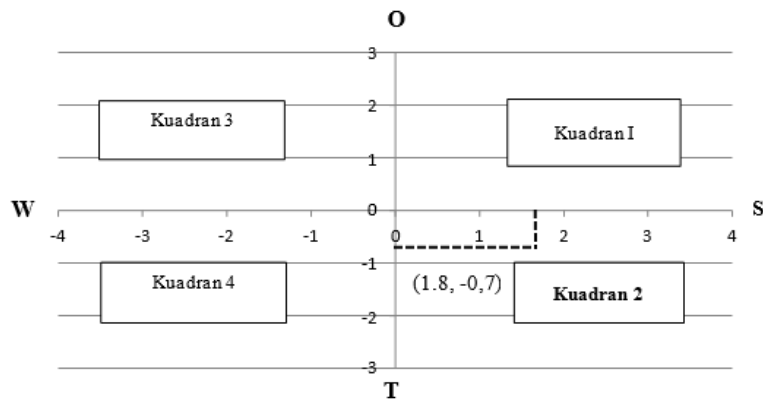 O
3
2
Kuadran 3
Kuadran I
1
W
0
S
-4
-3
-2
-1
0
1
2
3
4
-1
Kuadran 4
(1.8, -0,7)
Kuadran 2
-2
-3
T